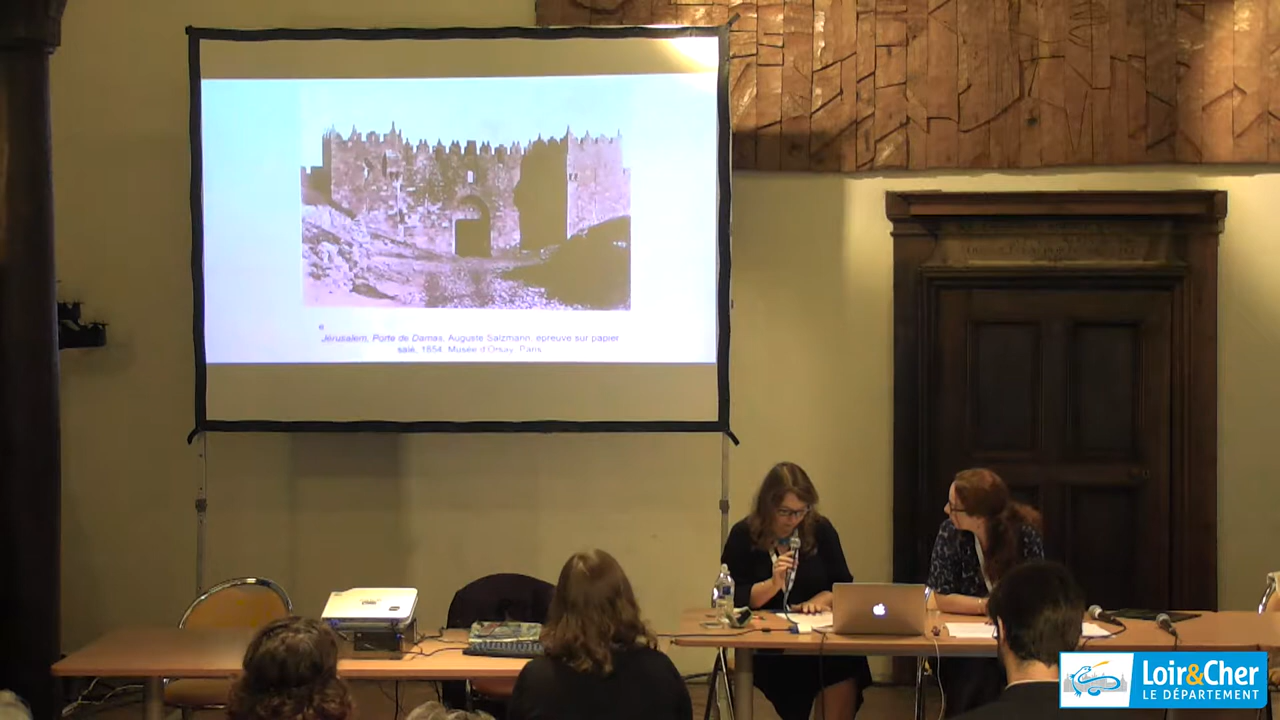 Jérusalem, Porte de Damas, Auguste Salzmann, épreuve sur papier
salé, 1854, Musée d'Orsay, Paris
Loir&Cher
LE DÉPARTEMENT